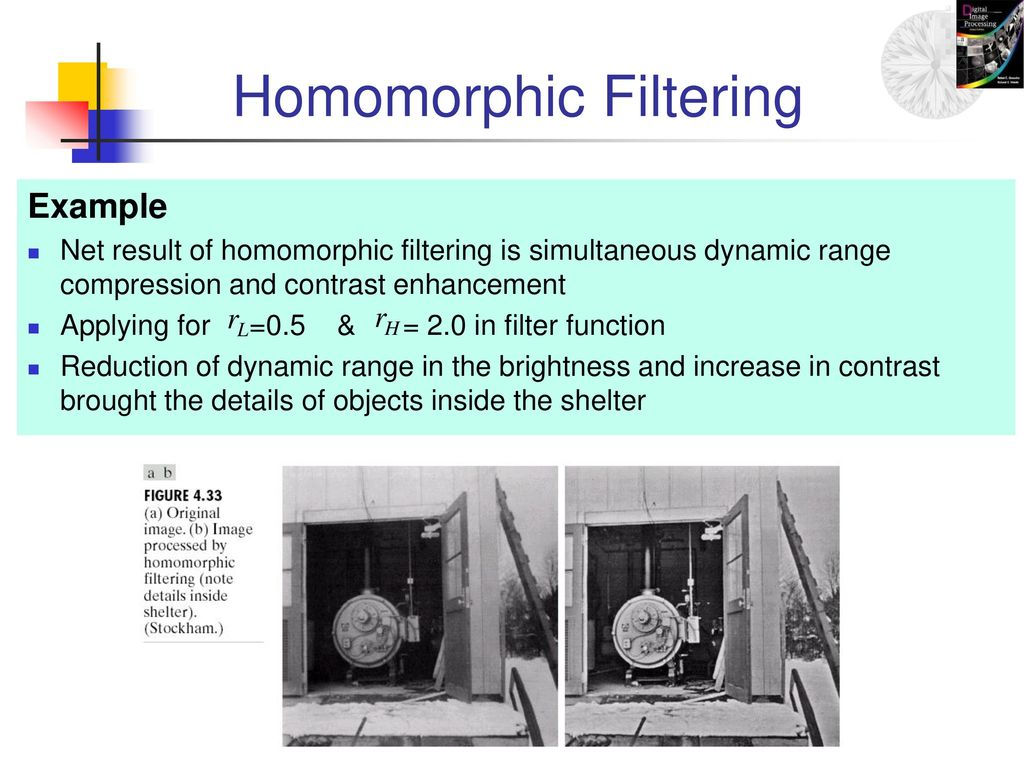 Digital
Image
Processing
Homomorphic Filtering
Example
Net result of homomorphic filtering is simultaneous dynamic range
compression and contrast enhancement
Applying for rL=0.5 & rH= 2.0 in filter function
Reduction of dynamic range in the brightness and increase in contrast
brought the details of objects inside the shelter
a b
FIGURE 4.33
(a) Original
image. (b) Image
processed by
homomorphic
filtering (note
details inside
shelter).
(Stockham.)